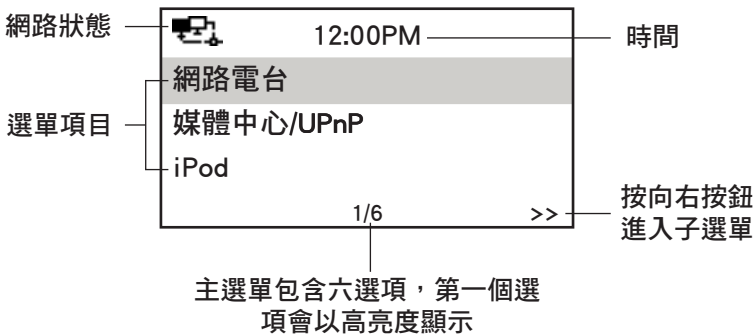 網路狀態
12:00PM
時間
網路電台
選單項目
媒體中心/UPnP
iPod
1/6
>>
按向右按鈕
進入子選單
主選單包含六選項，第一個選
項會以高亮度顯示